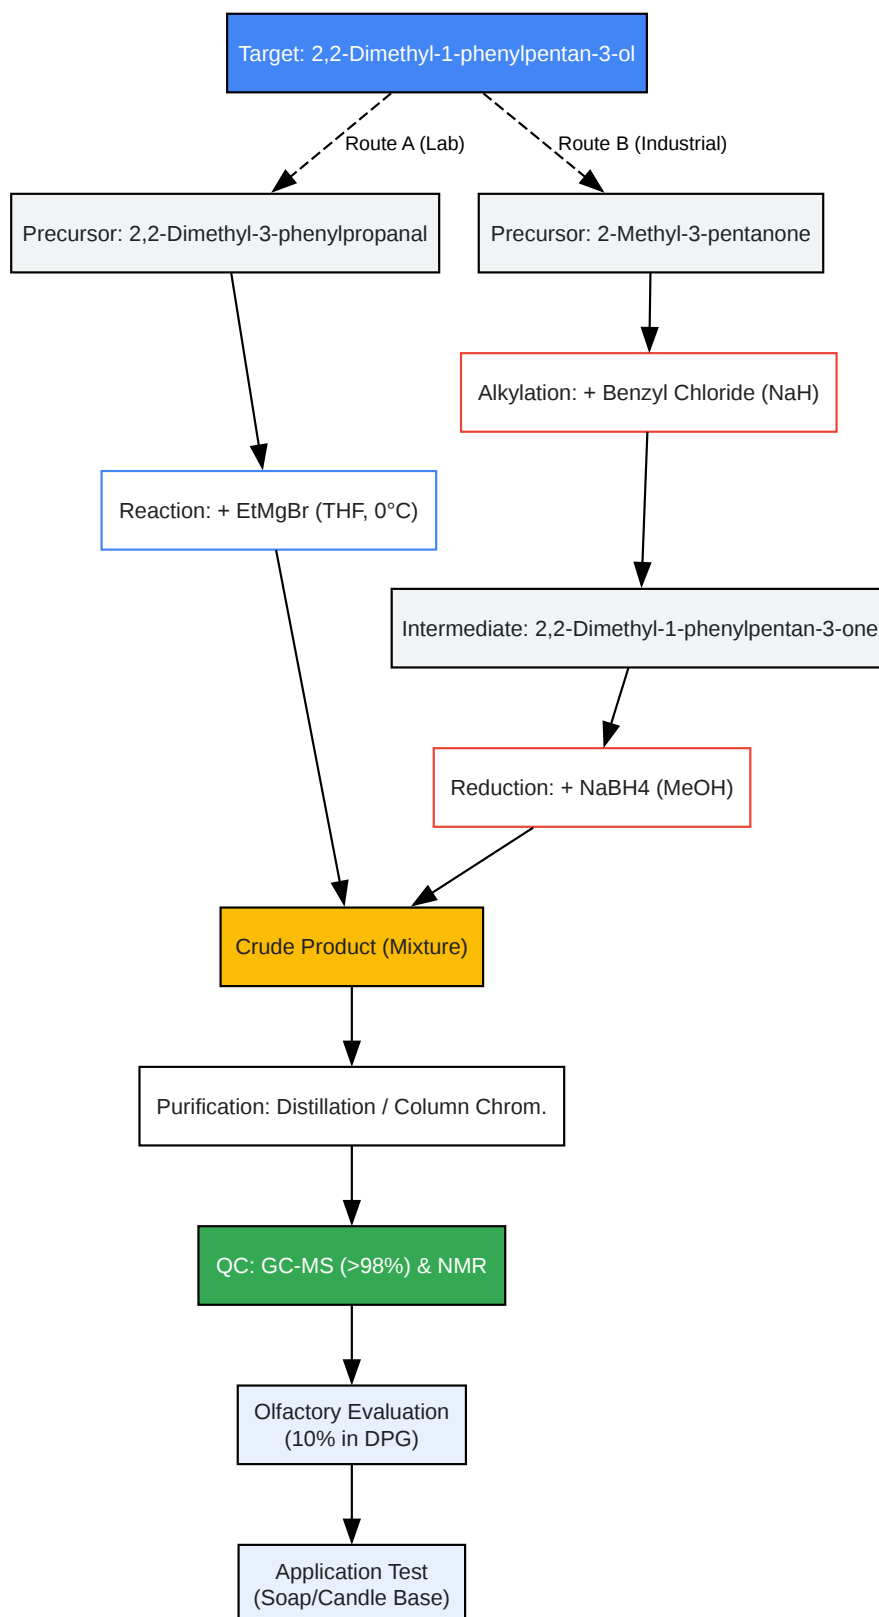 Target: 2,2-Dimethyl-1-phenylpentan-3-ol
Route A (Lab)
Route B (Industrial)
Precursor: 2,2-Dimethyl-3-phenylpropanal
Precursor: 2-Methyl-3-pentanone
Alkylation: + Benzyl Chloride (NaH)
Reaction: + EtMgBr (THF, 0°C)
Intermediate: 2,2-Dimethyl-1-phenylpentan-3-one
Reduction: + NaBH4 (MeOH)
Crude Product (Mixture)
Purification: Distillation / Column Chrom.
QC: GC-MS (>98%) & NMR
Olfactory Evaluation
(10% in DPG)
Application Test
(Soap/Candle Base)